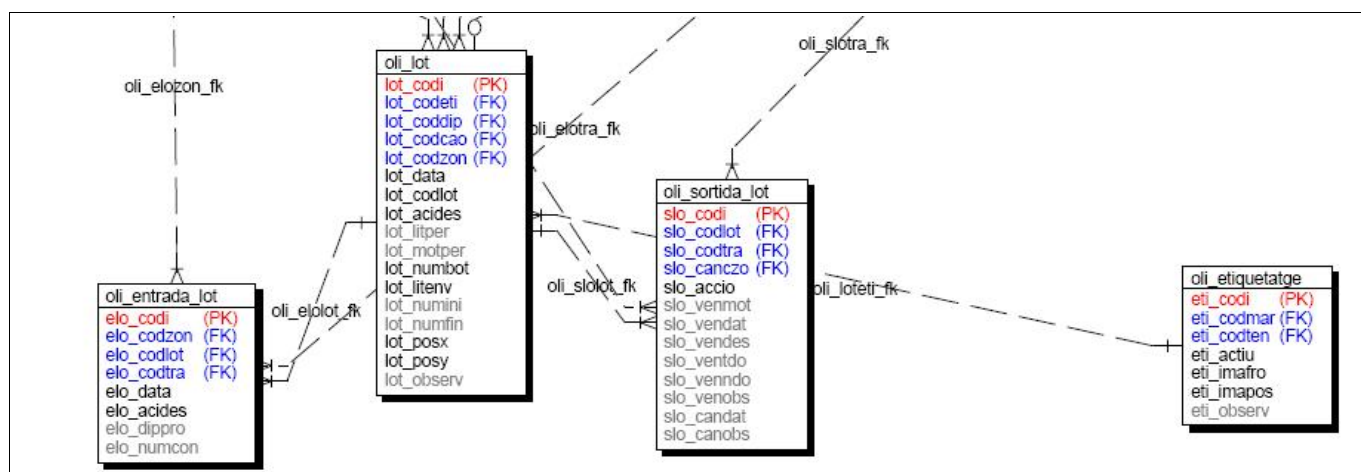 oli_slotra_fk
oli_elozon_fk
oli_elotra_fk
oli_lot
lot_codi (PK)
lot_codeti (FK)
lot_coddip (FK)
lot_codcao (FK)
lot_codzon (FK)
lot_data
lot_codlot
lot_acides
lot_litper
lot_motper
lot_numbot
lot_litenv
lot_numini
lot_numfin
lot_posx
lot_posy
lot_observ
oli_sortida_lot
slo_codi (PK)
slo_codlot (FK)
slo_codtra (FK)
slo_canczo (FK)
slo_accio
slo_venmot
slo_vendat
slo_vendes
slo_ventdo
slo_venndo
slo_venobs
slo_candat
slo_canobs
oli_slolot_fk
oli_loteti_fk
oli_elolot_fk
oli_entrada_lot
elo_codi (PK)
elo_codzon (FK)
elo_codlot (FK)
elo_codtra (FK)
elo_data
elo_acides
elo_dippro
elo_numcon
oli_etiquetatge
eti_codi (PK)
eti_codmar (FK)
eti_codten (FK)
eti_actiu
eti_imafro
eti_imapos
eti_observ